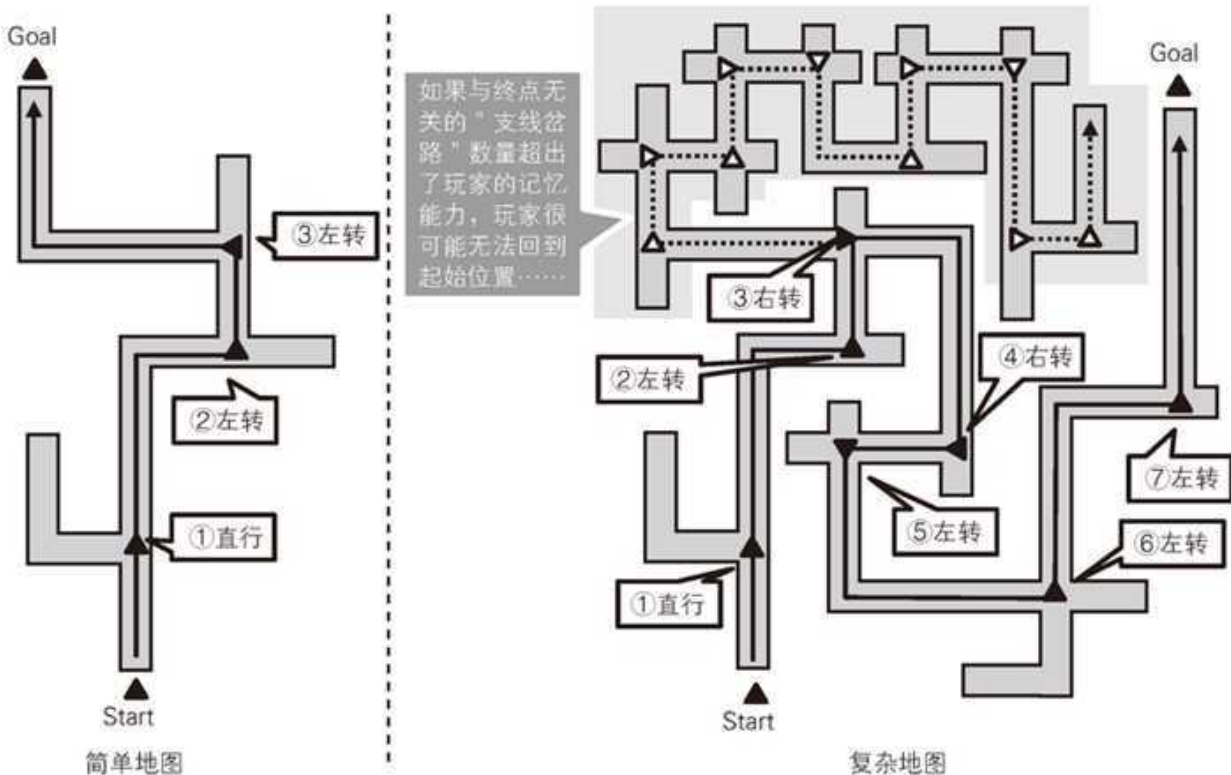 Goal
③左转
②左转
①直行
Start
简单地图
如果与终点无
关的“支线岔
路”数量超出
了玩家的记忆
能力，玩家很
可能无法回到
起始位置……
Goal
③右转
②左转
④右转
⑦左转
⑤左转
⑥左转
①直行
Start
复杂地图